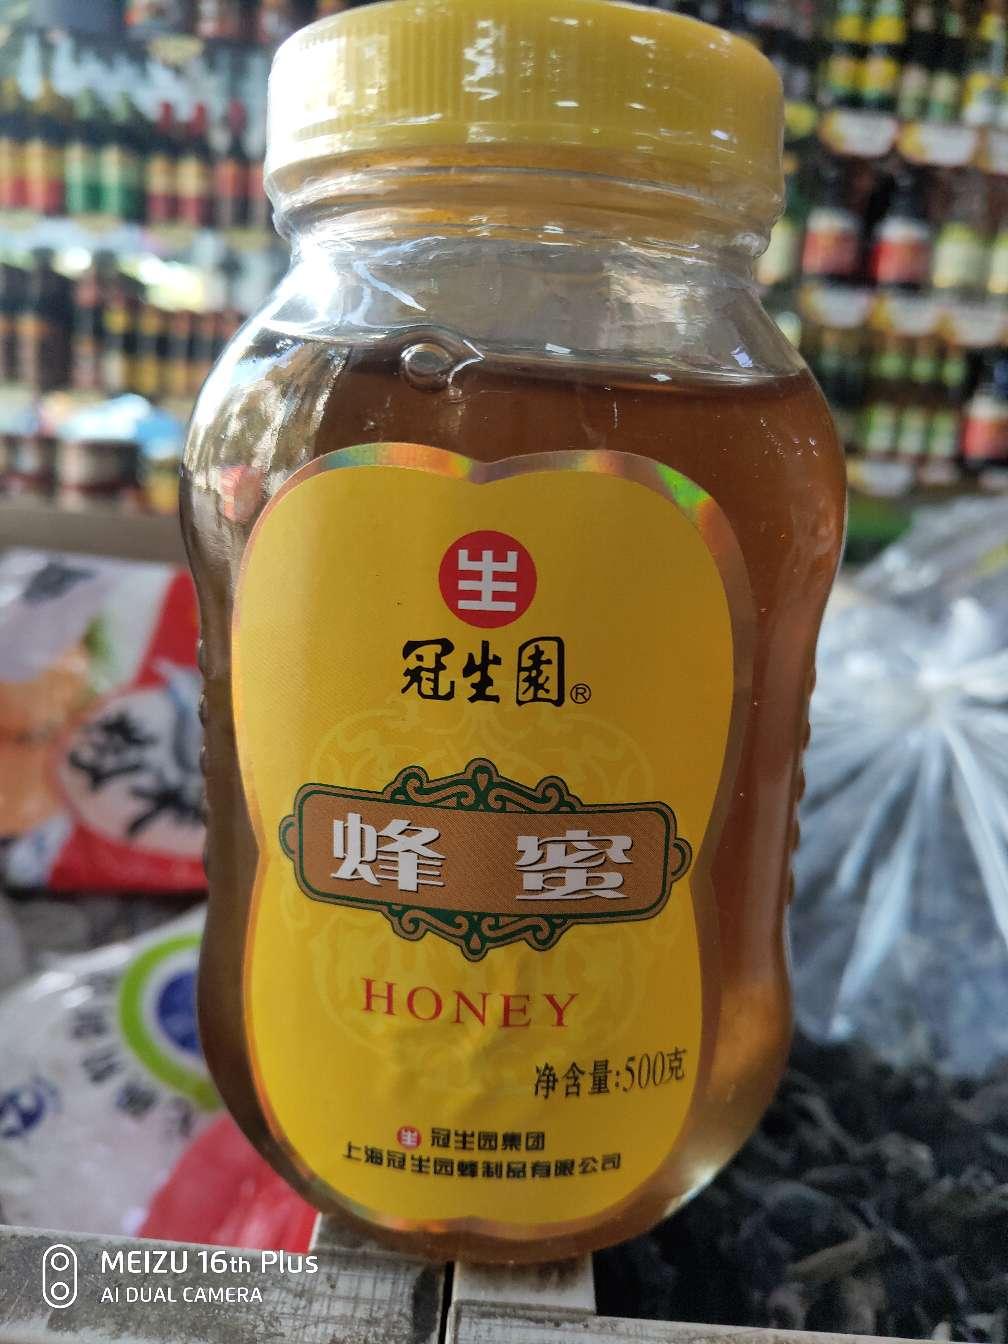 生
冠生園®
蜂 蜜
HONEY
净含量:500克
生 冠生园集团
上海冠生园蜂制品有限公司
MEIZU 16th Plus
AI DUAL CAMERA